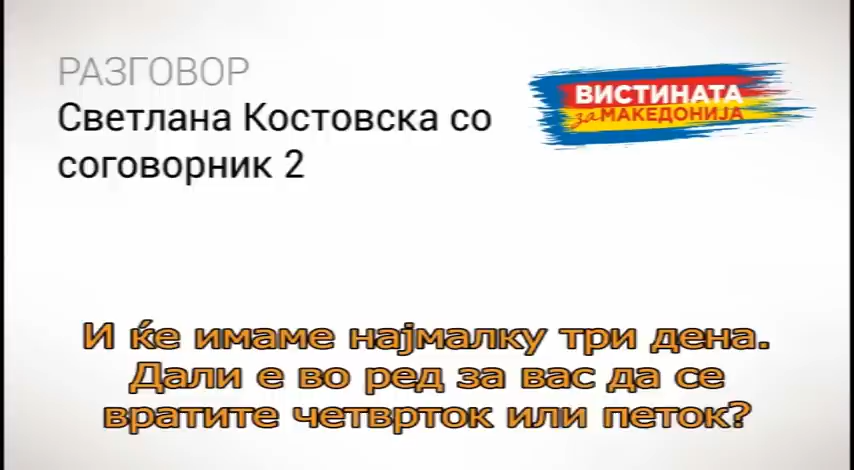 РАЗГОВОР
Светлана Костовска со
соговорник 2
ВИСТИНАТА
за МАКЕДОНИЈА
И ќе имаме најмалку три дена.
Дали е во ред за вас да се
вратите четврток или петок?